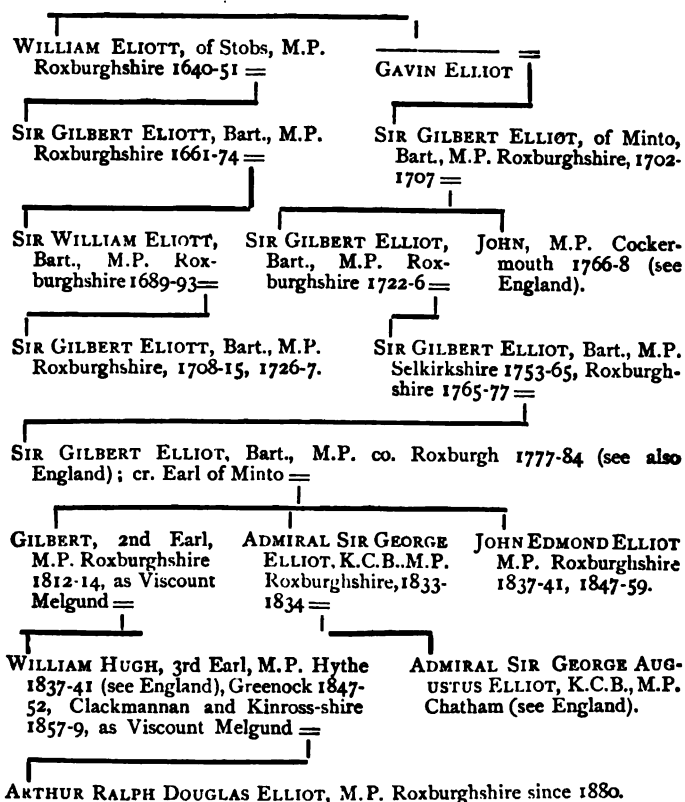 WILLIAM ELIOTT, of Stobs, M.P.
Roxburghshire 1640-51 =
GAVIN ELLIOT =
SIR GILBERT ELIOTT, Bart., M.P.
Roxburghshire 1661-74 =
SIR GILBERT ELLIOT, of Minto,
Bart., M.P. Roxburghshire, 1702-
1707 =
SIR WILLIAM ELIOTT,
Bart., M.P. Rox-
burghshire 1689-93=
SIR GILBERT ELLIOT,
Bart., M.P. Rox-
burghshire 1722-6 =
JOHN, M.P. Cocker-
mouth 1766-8 (see
England).
SIR GILBERT ELIOTT, Bart., M.P.
Roxburghshire, 1708-15, 1726-7.
SIR GILBERT ELLIOT, Bart., M.P.
Selkirkshire 1753-65, Roxburgh-
shire 1765-77 =
SIR GILBERT ELLIOT, Bart., M.P. co. Roxburgh 1777-84 (see also
England); cr. Earl of Minto =
GILBERT, 2nd Earl,
M.P. Roxburghshire
1812-14, as Viscount
Melgund =
ADMIRAL SIR GEORGE
ELLIOT, K.C.B., M.P.
Roxburghshire, 1833-
1834 =
JOHN EDMOND ELLIOT
M.P. Roxburghshire
1837-41, 1847-59.
WILLIAM HUGH, 3rd Earl, M.P. Hythe
1837-41 (see England), Greenock 1847-
52, Clackmannan and Kinross-shire
1857-9, as Viscount Melgund =
ADMIRAL SIR GEORGE AUG-
USTUS ELLIOT, K.C.B., M.P.
Chatham (see England).
ARTHUR RALPH DOUGLAS ELLIOT, M.P. Roxburghshire since 1880.